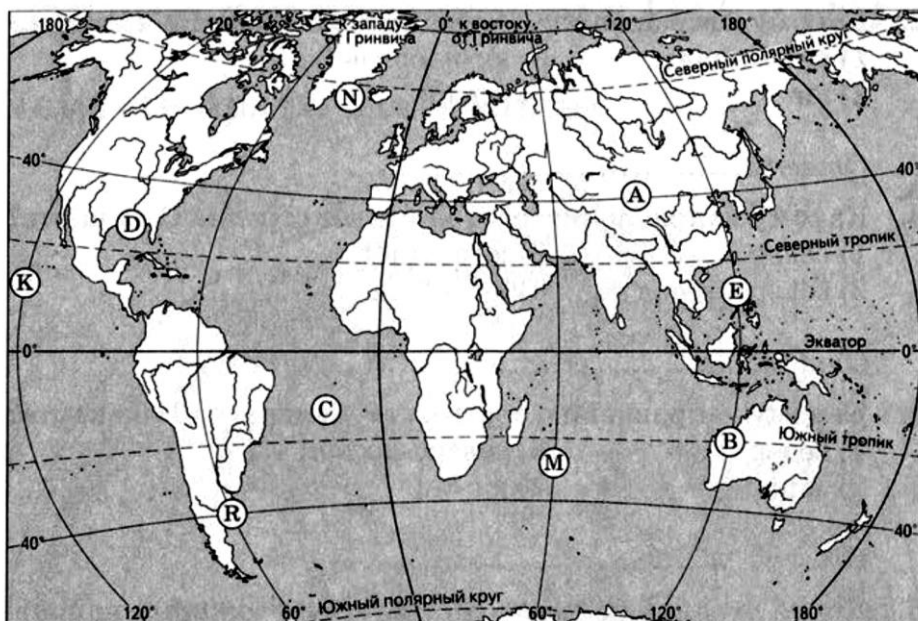 180°
120°
к западу
от Гринвича
0°
к востоку
от Гринвича
120°
180°
Северный полярный круг
N
40°
A
40°
D
Северный тропик
K
E
0°
Экватор
0°
C
B
Южный тропик
M
R
40°
40°
120°
60°
Южный полярный круг
60°
120°
180°